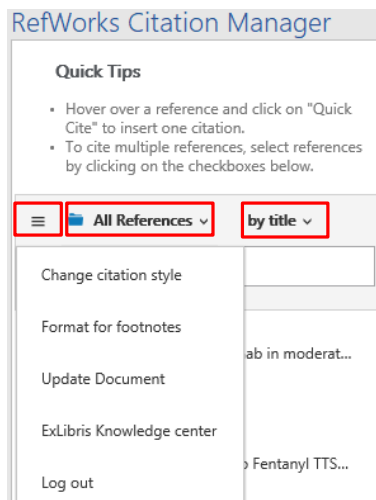 RefWorks Citation Manager
Quick Tips
Hover over a reference and click on "Quick
Cite" to insert one citation.
To cite multiple references, select references
by clicking on the checkboxes below.
All References by title
Change citation style
Format for footnotes
ab in moderat...
Update Document
ExLibris Knowledge center
Fentanyl TTS...
Log out